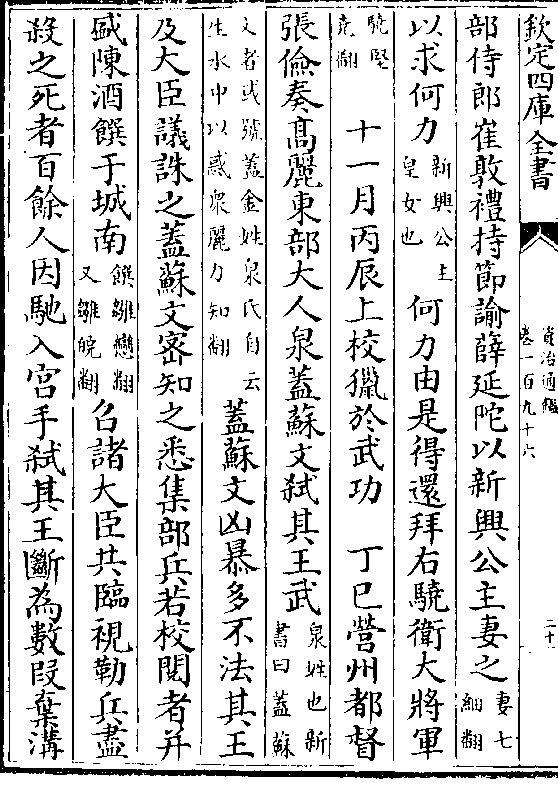 欽定四庫全書
資治通鑑
卷一百九十六
二十
部侍郎崔敦禮持節諭薛延陀以新興公主妻之妻七細翻
以求何力新興公主皇女也何力由是得還拜右驍衛大將軍
驍堅堯翻十一月丙辰上校獵於武功丁巳營州都督
張儉奏高麗東部大人泉蓋蘇文弑其王武泉姓也新書曰蓋蘇
文者或號蓋金姓泉氏自云生水中以惑衆麗力知翻蓋蘇文凶暴多不法其王
及大臣議誅之蓋蘇文密知之悉集部兵若校閲者并
盛陳酒饌于城南饌雛戀翻又雛皖翻召諸大臣共臨視勒兵盡
殺之死者百餘人因馳入宮手弑其王斷為數段棄溝